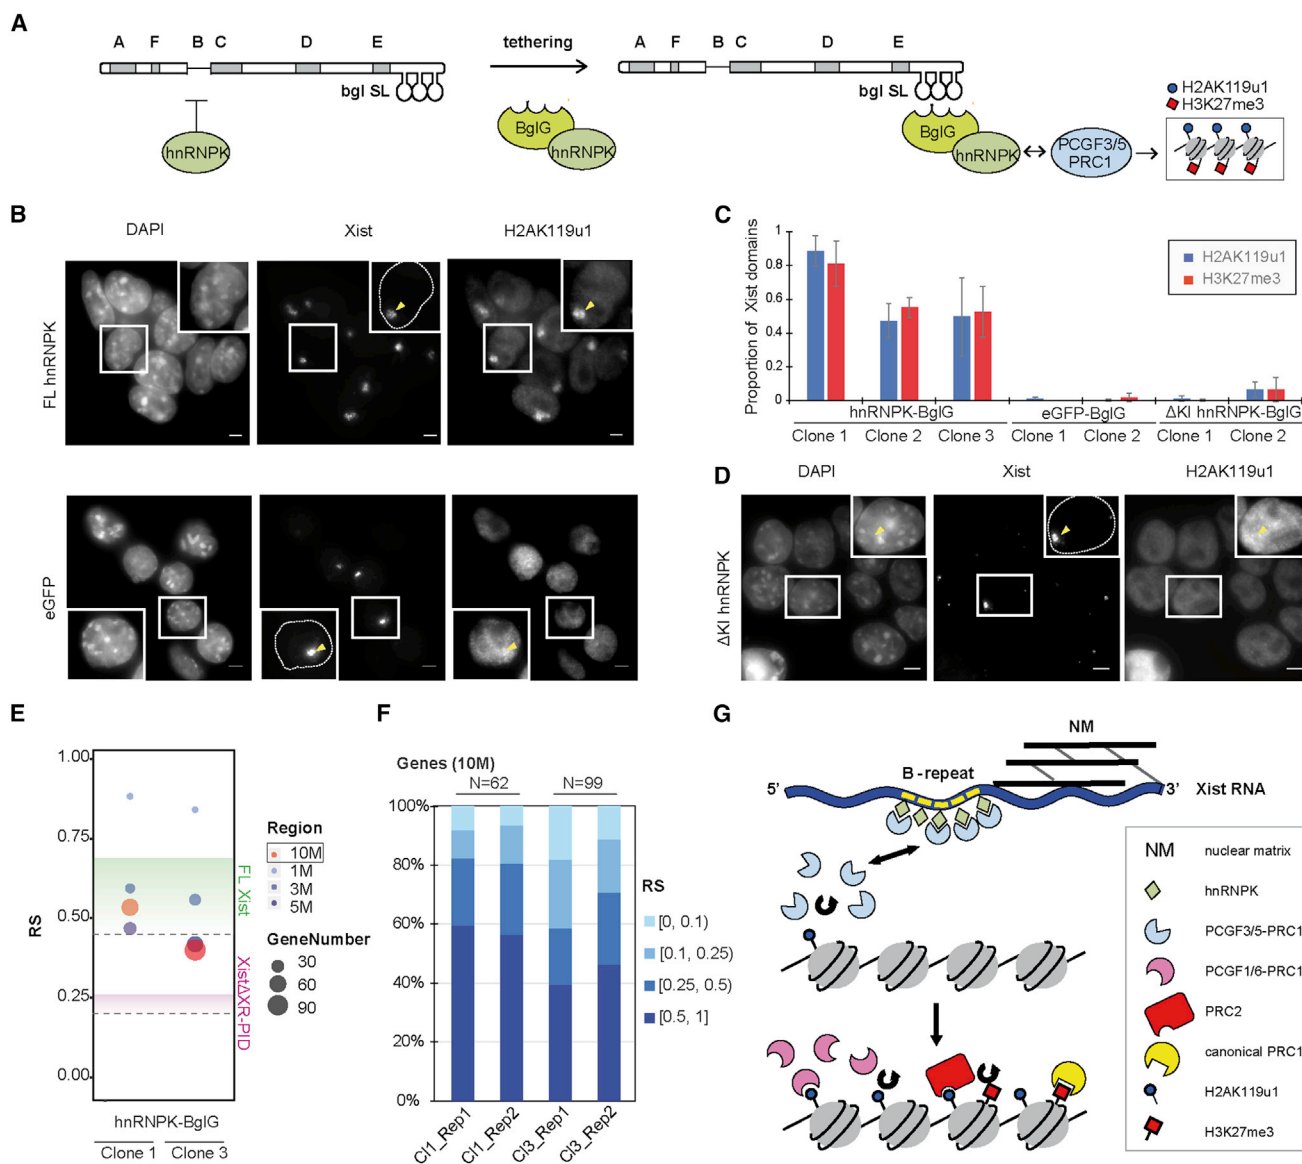 A
A F B C D E
bgl SL
hnRNPK
tethering
BglG
hnRNPK
A F B C D E
bgl SL
BglG
hnRNPK
PCGF3/5
PRC1
H2AK119u1
H3K27me3
B
DAPI Xist H2AK119u1
FL hnRNPK
eGFP
C
Proportion of Xist domains
1
0.8
0.6
0.4
0.2
0
H2AK119u1
H3K27me3
hnRNPK-BglG eGFP-BglG ΔKI hnRNPK-BglG
Clone 1 Clone 2 Clone 3 Clone 1 Clone 2 Clone 1 Clone 2
D
DAPI Xist H2AK119u1
ΔKI hnRNPK
E
RS
1.00
0.75
0.50
0.25
0.00
FL Xist
XistΔXR-PID
hnRNPK-BglG
Clone 1 Clone 3
Region
10M
1M
3M
5M
GeneNumber
30
60
90
F
Genes (10M)
N=62 N=99
100%
80%
60%
40%
20%
0%
Cl1_Rep1
Cl1_Rep2
Cl3_Rep1
Cl3_Rep2
RS
[0, 0.1)
[0.1, 0.25)
[0.25, 0.5)
[0.5, 1]
G
NM
B-repeat
5' 3' Xist RNA
NM nuclear matrix
hnRNPK
PCGF3/5-PRC1
PCGF1/6-PRC1
PRC2
canonical PRC1
H2AK119u1
H3K27me3